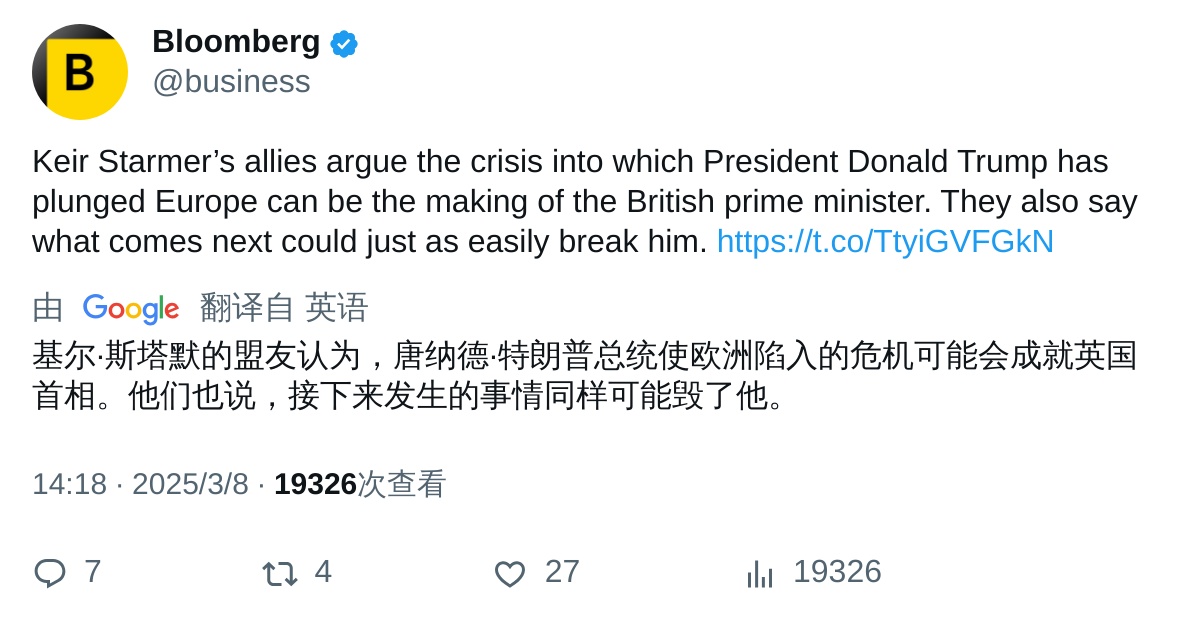 B
Bloomberg
@business
Keir Starmer’s allies argue the crisis into which President Donald Trump has
plunged Europe can be the making of the British prime minister. They also say
what comes next could just as easily break him. https://t.co/TtyiGVFGkN
由 Google 翻译自 英语
基尔·斯塔默的盟友认为，唐纳德·特朗普总统使欧洲陷入的危机可能会成就英国
首相。他们也说，接下来发生的事情同样可能毁了他。
14:18 · 2025/3/8 · 19326次查看
7 4 27 19326